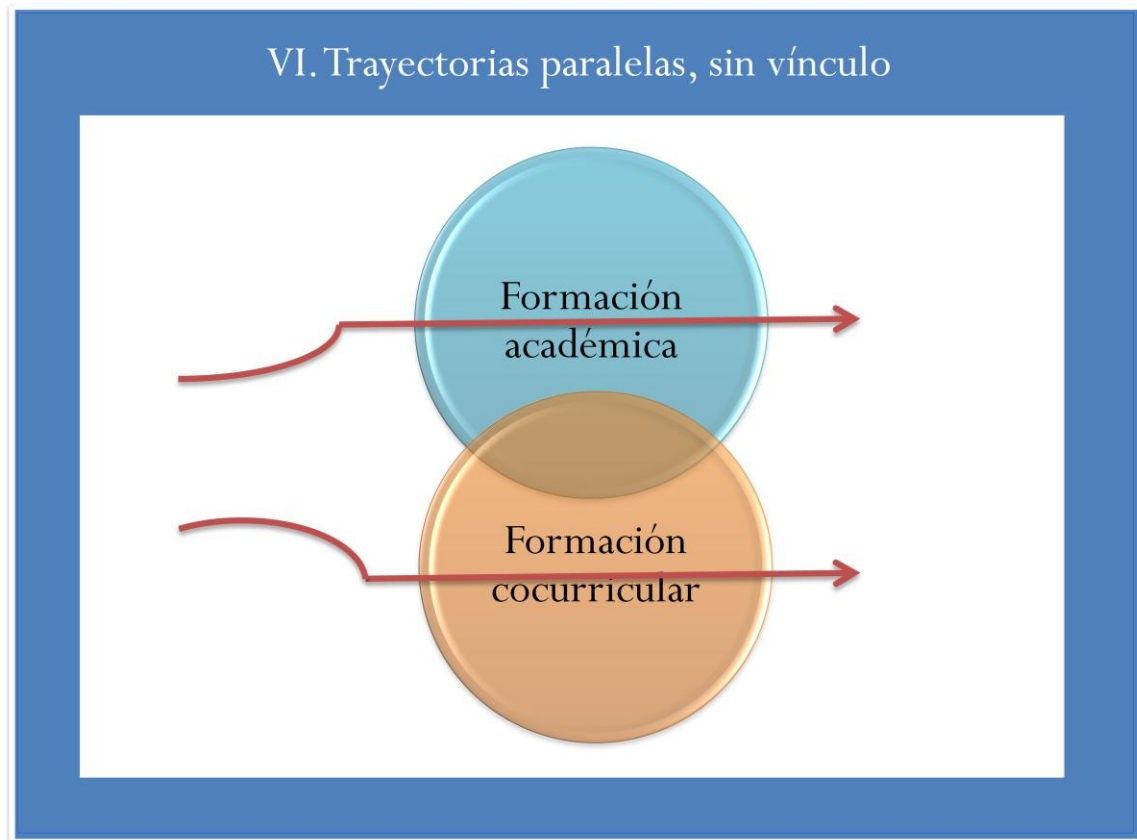 VI. Trayectorias paralelas, sin vínculo
Formación
académica
Formación
cocurricular